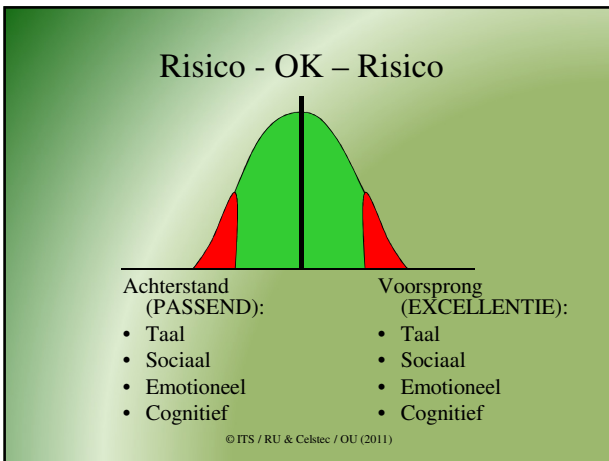 Risico - OK – Risico
Achterstand
(PASSEND):
• Taal
• Sociaal
• Emotioneel
• Cognitief
Voorsprong
(EXCELLENTIE):
• Taal
• Sociaal
• Emotioneel
• Cognitief
© ITS / RU & Celstec / OU (2011)